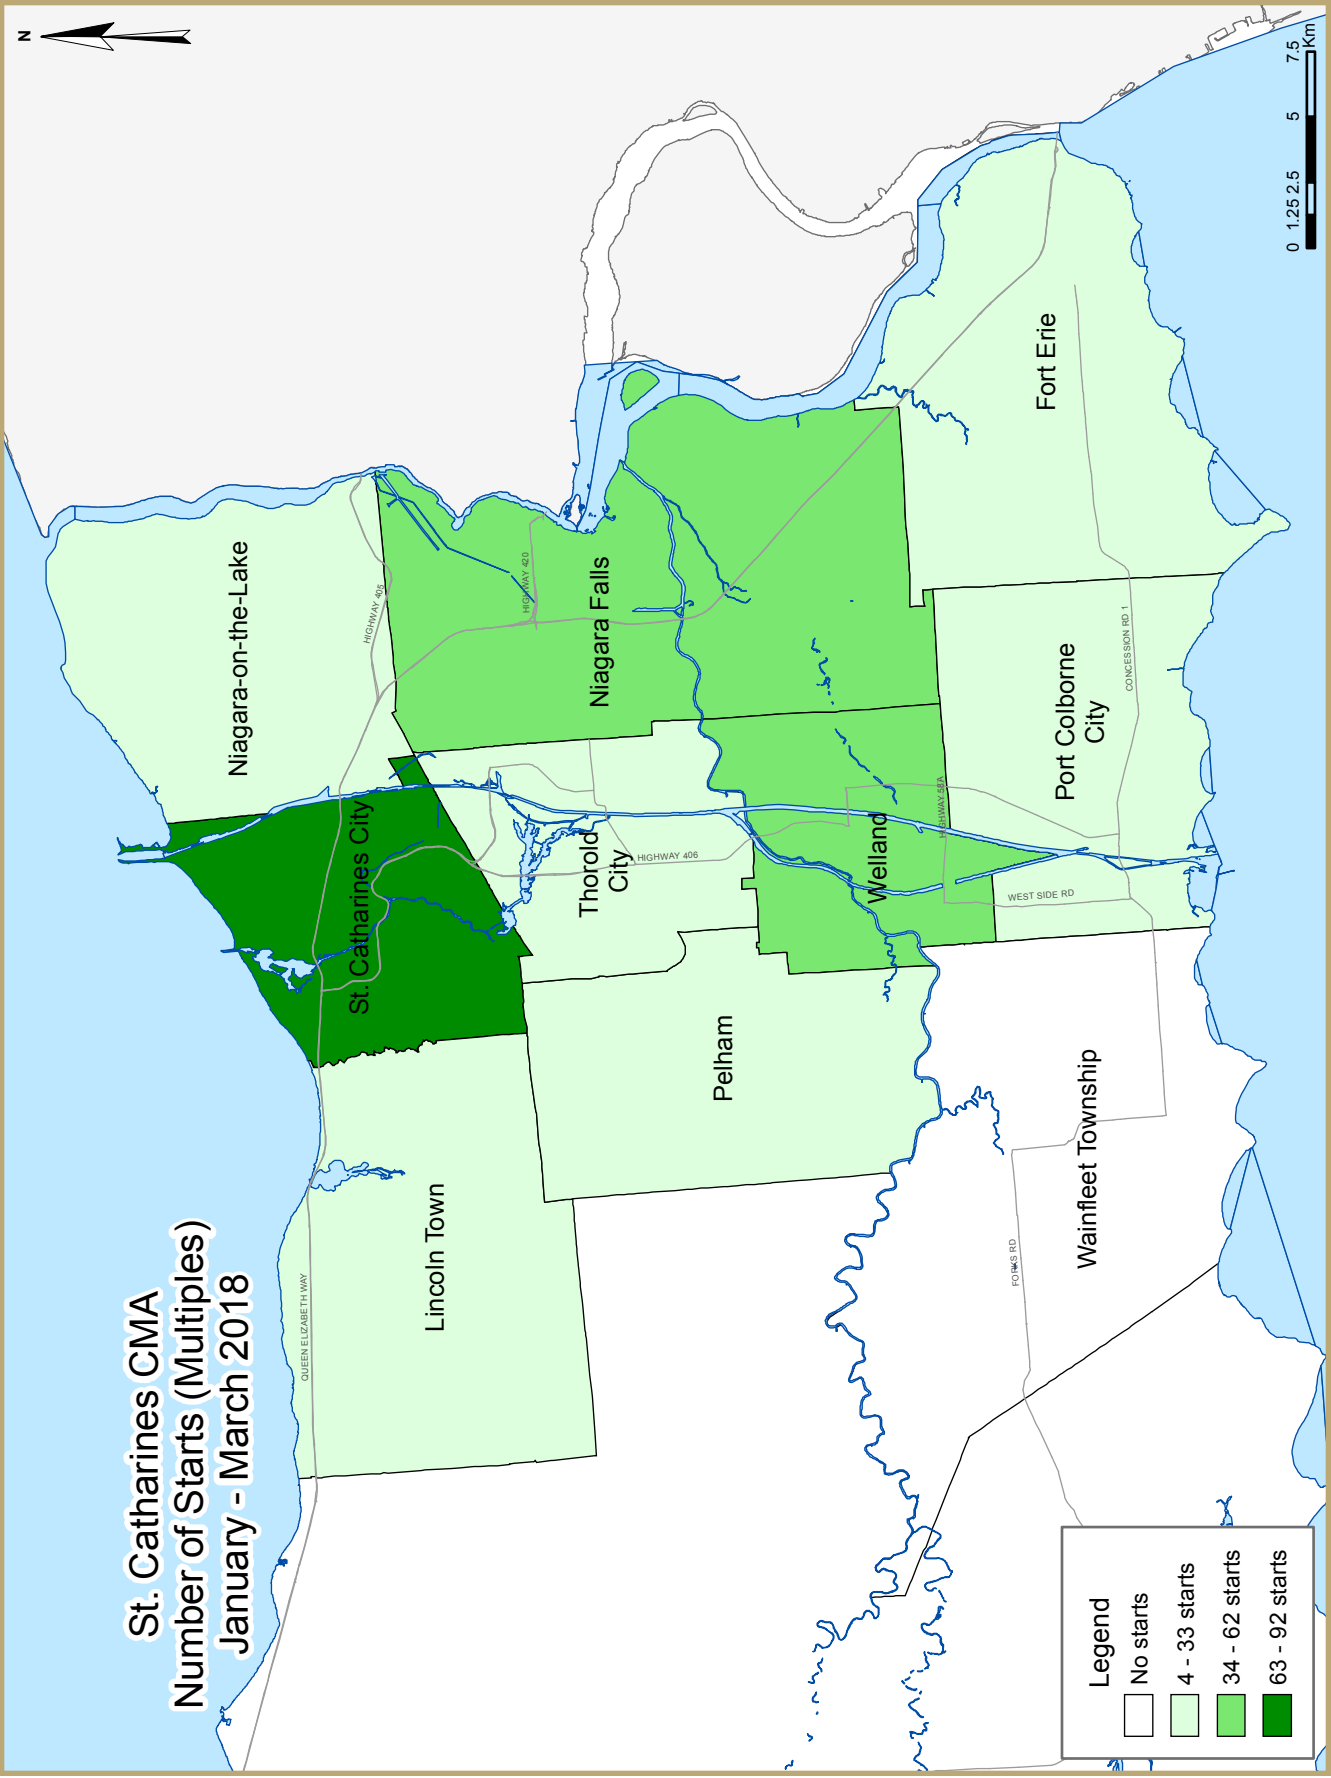 St. Catharines CMA
Number of Starts (Multiples)
January - March 2018
N
Niagara-on-the-Lake
HIGHWAY 405
St. Catharines City
QUEEN ELIZABETH WAY
Lincoln Town
HIGHWAY 420
Niagara Falls
Thorold
City
HIGHWAY 406
Pelham
Welland
HIGHWAY 58A
Fort Erie
Port Colborne
City
CONCESSION RD 1
WEST SIDE RD
Wainfleet Township
FORKS RD
Legend
No starts
4 - 33 starts
34 - 62 starts
63 - 92 starts
0 1.25 2.5 5 7.5
Km